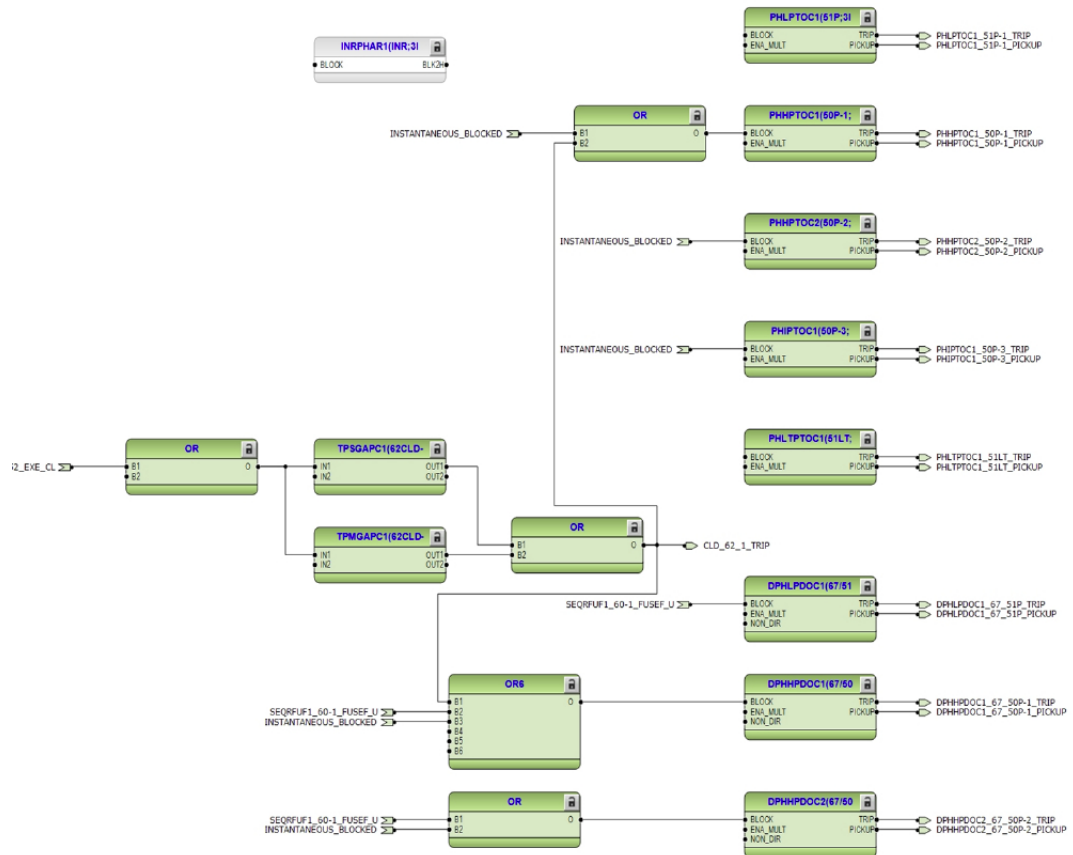 PHLPTOC1(51P;3I
BLOCK TRIP PHLPTOC1_51P-1_TRIP
ENA_MULT PICKUP PHLPTOC1_51P-1_PICKUP
INRPHAR1(INR;3I
BLOCK BLK2H
OR
INSTANTANEOUS_BLOCKED B1 O
B2
PHHPTOC1(50P-1;
BLOCK TRIP PHHPTOC1_50P-1_TRIP
ENA_MULT PICKUP PHHPTOC1_50P-1_PICKUP
PHHPTOC2(50P-2;
INSTANTANEOUS_BLOCKED BLOCK TRIP PHHPTOC2_50P-2_TRIP
ENA_MULT PICKUP PHHPTOC2_50P-2_PICKUP
PHIPTOC1(50P-3;
INSTANTANEOUS_BLOCKED BLOCK TRIP PHIPTOC1_50P-3_TRIP
ENA_MULT PICKUP PHIPTOC1_50P-3_PICKUP
PHLTPTOC1(51LT;
BLOCK TRIP PHLTPTOC1_51LT_TRIP
ENA_MULT PICKUP PHLTPTOC1_51LT_PICKUP
OR
52_EXE_CL B1 O
B2
TPSGAPC1(62CLD-
IN1 OUT1
IN2 OUT2
TPMGAPC1(62CLD-
IN1 OUT1
IN2 OUT2
OR
B1 O CLD_62_1_TRIP
B2
DPHLPDOC1(67/51
SEQRFUF1_60-1_FUSEF_U BLOCK TRIP DPHLPDOC1_67_51P_TRIP
ENA_MULT PICKUP DPHLPDOC1_67_51P_PICKUP
NON_DIR
OR6
B1 O
SEQRFUF1_60-1_FUSEF_U B2
INSTANTANEOUS_BLOCKED B3
B4
B5
B6
DPHHPDOC1(67/50
BLOCK TRIP DPHHPDOC1_67_50P-1_TRIP
ENA_MULT PICKUP DPHHPDOC1_67_50P-1_PICKUP
NON_DIR
OR
SEQRFUF1_60-1_FUSEF_U B1 O
INSTANTANEOUS_BLOCKED B2
DPHHPDOC2(67/50
BLOCK TRIP DPHHPDOC2_67_50P-2_TRIP
ENA_MULT PICKUP DPHHPDOC2_67_50P-2_PICKUP
NON_DIR